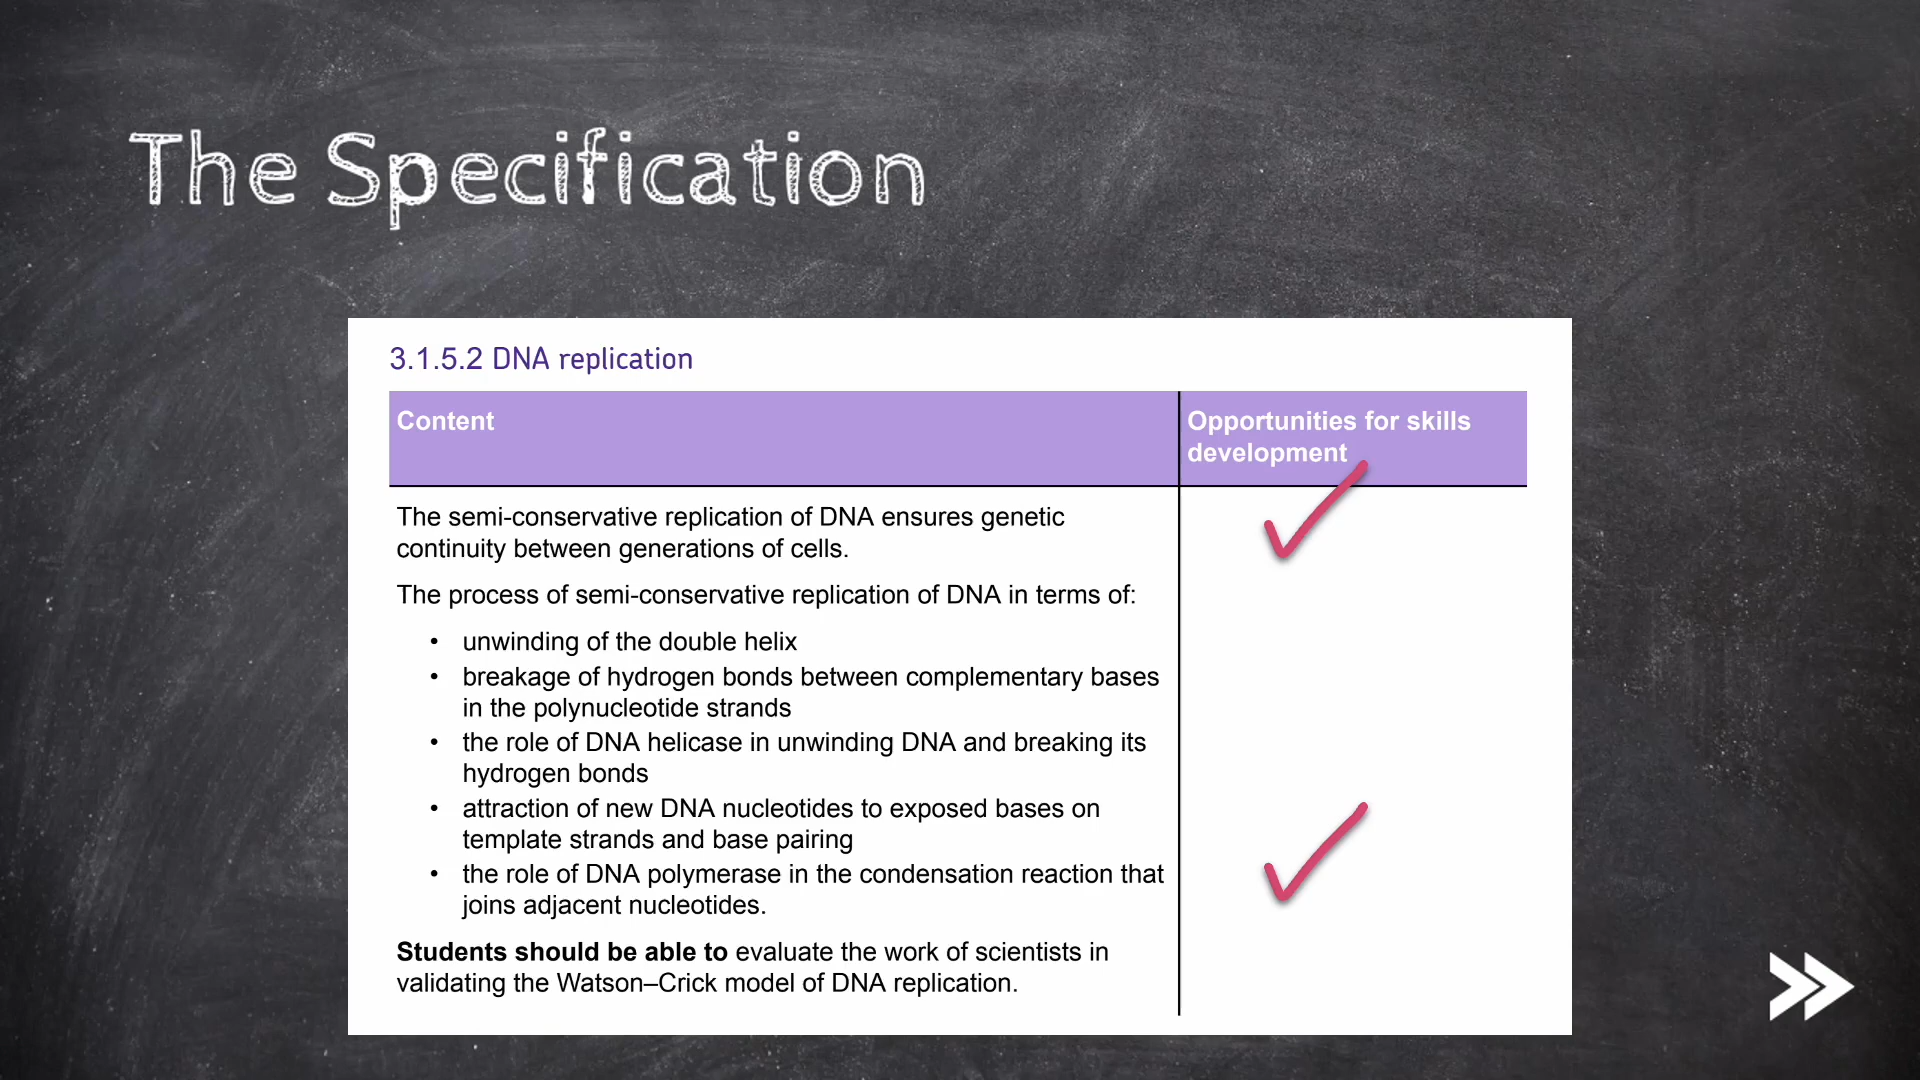 The Specification
3.1.5.2 DNA replication
Content
Opportunities for skills
development
The semi-conservative replication of DNA ensures genetic
continuity between generations of cells.
The process of semi-conservative replication of DNA in terms of:
• unwinding of the double helix
• breakage of hydrogen bonds between complementary bases
in the polynucleotide strands
• the role of DNA helicase in unwinding DNA and breaking its
hydrogen bonds
• attraction of new DNA nucleotides to exposed bases on
template strands and base pairing
• the role of DNA polymerase in the condensation reaction that
joins adjacent nucleotides.
Students should be able to evaluate the work of scientists in
validating the Watson–Crick model of DNA replication.